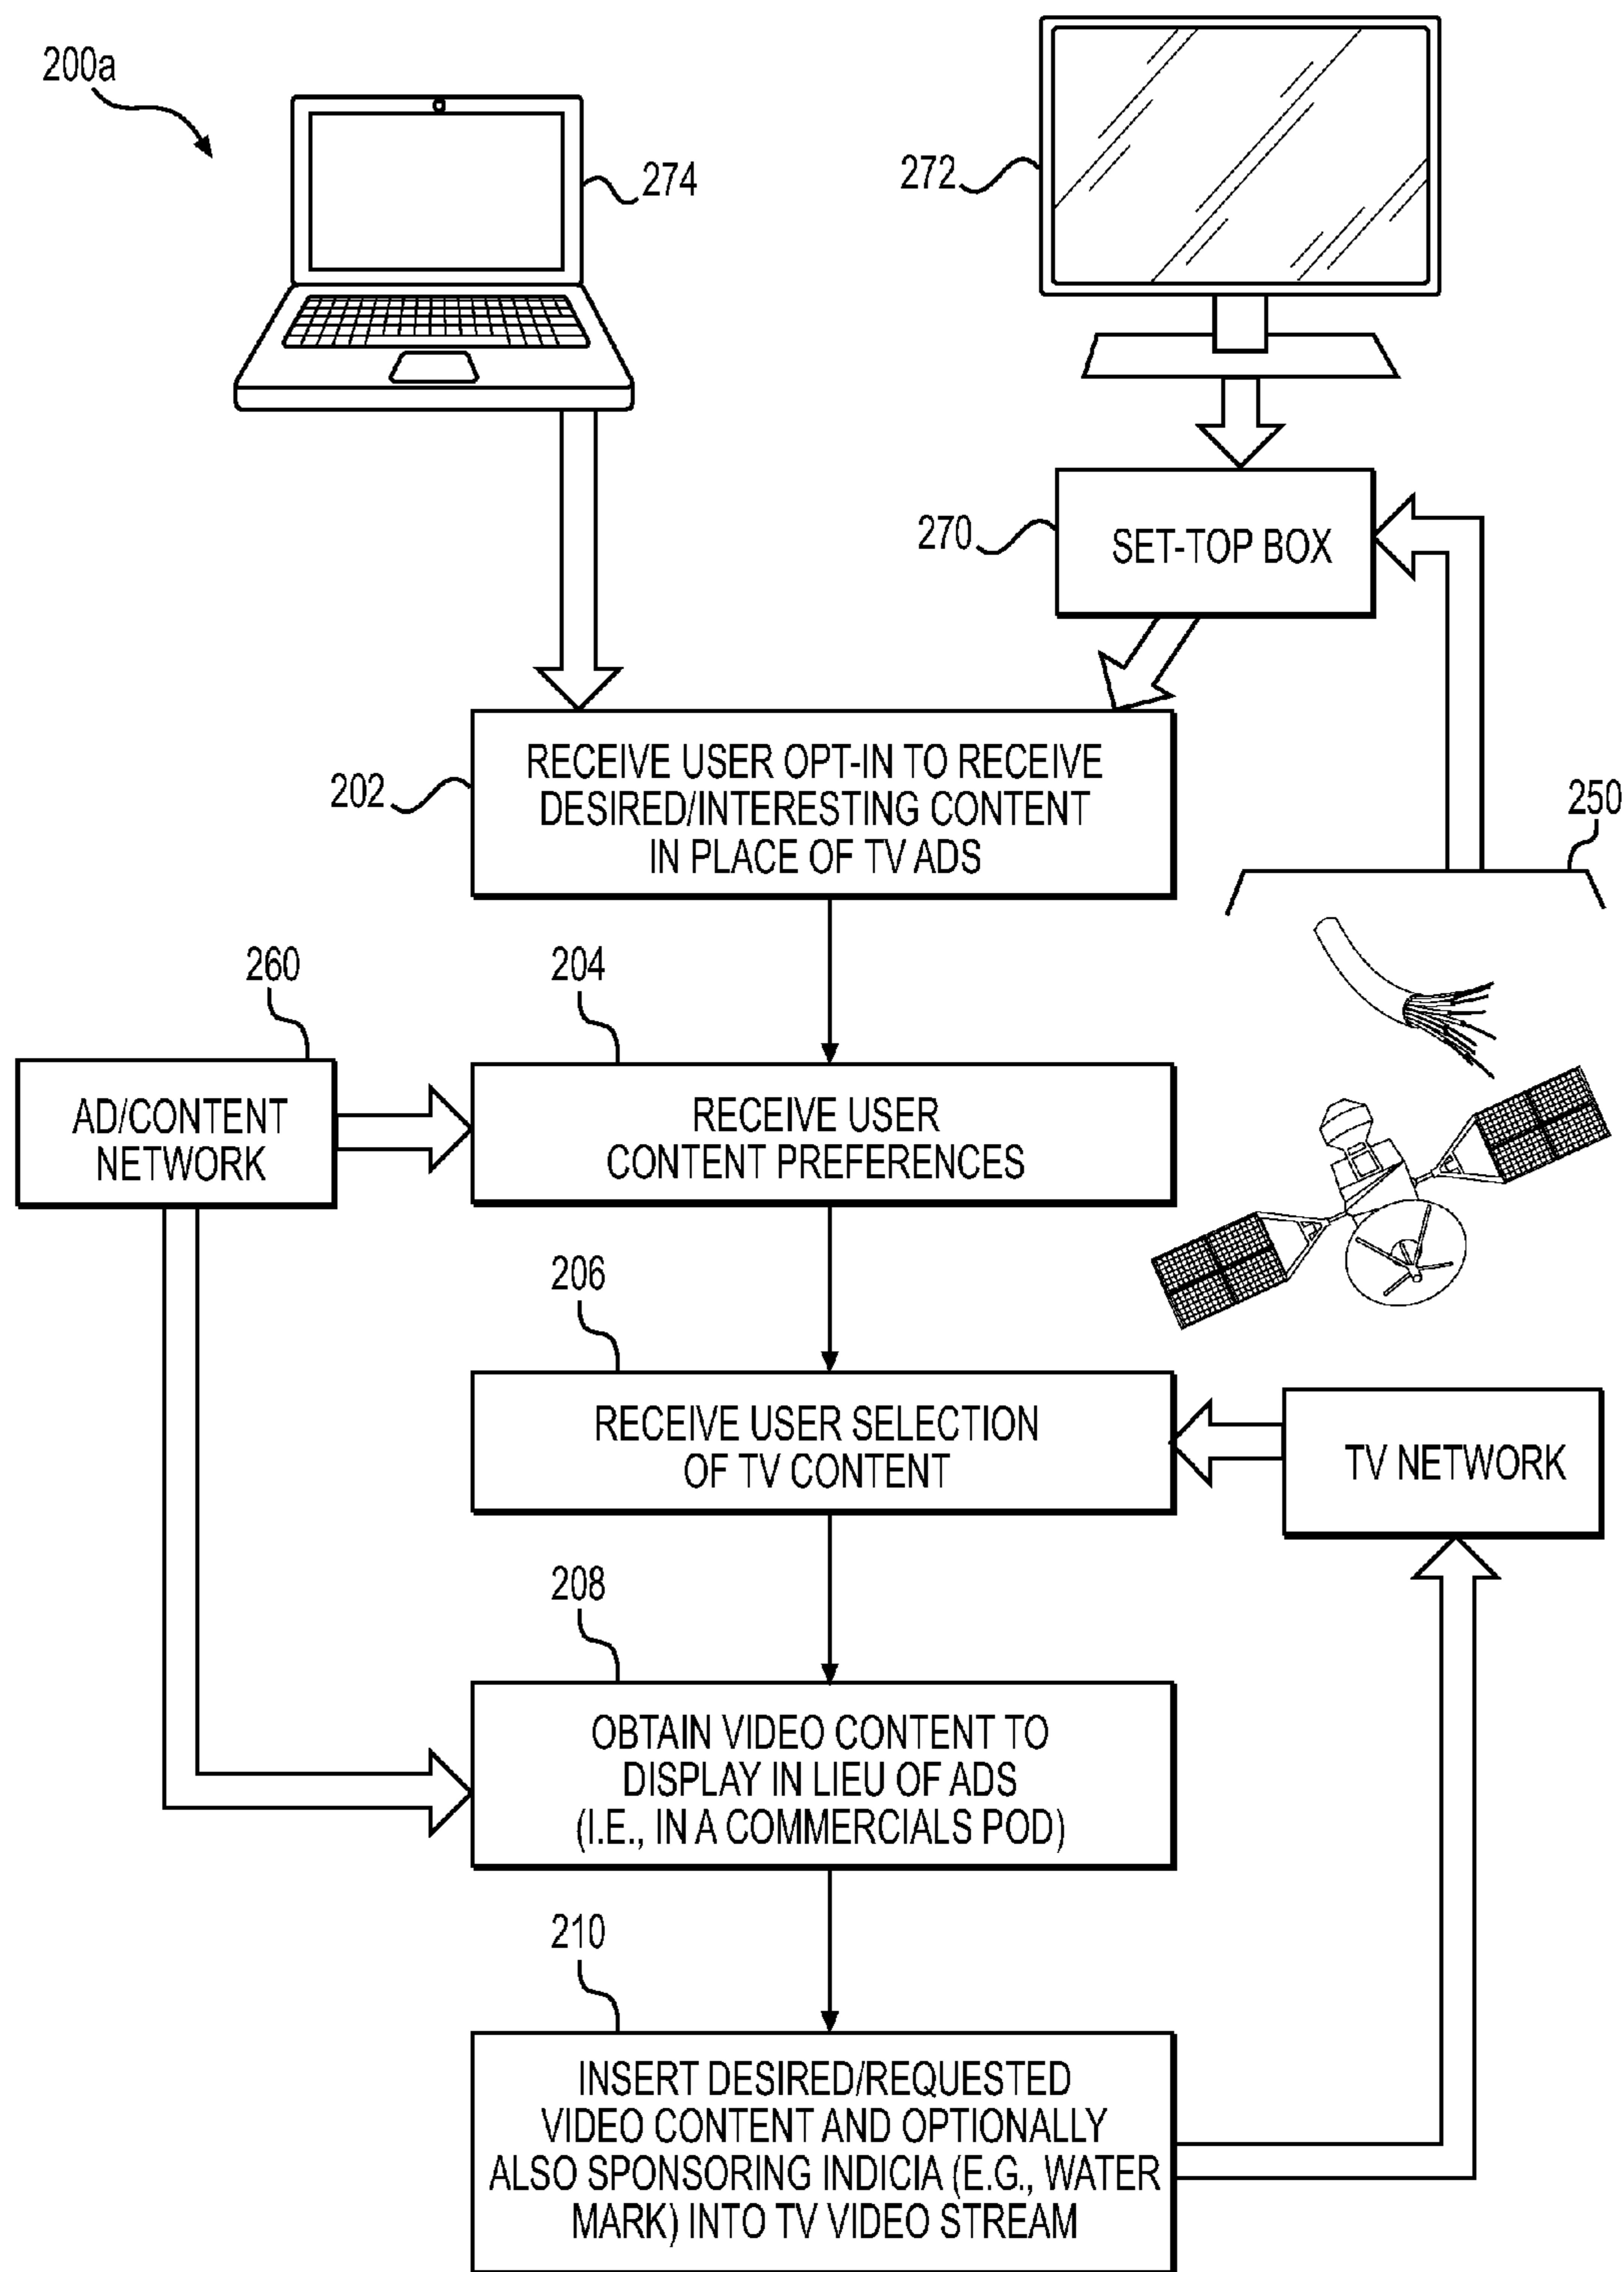 200a
274
272
270
SET-TOP BOX
202
RECEIVE USER OPT-IN TO RECEIVE
DESIRED/INTERESTING CONTENT
IN PLACE OF TV ADS
250
260
204
AD/CONTENT
NETWORK
RECEIVE USER
CONTENT PREFERENCES
206
RECEIVE USER SELECTION
OF TV CONTENT
TV NETWORK
208
OBTAIN VIDEO CONTENT TO
DISPLAY IN LIEU OF ADS
(I.E., IN A COMMERCIALS POD)
210
INSERT DESIRED/REQUESTED
VIDEO CONTENT AND OPTIONALLY
ALSO SPONSORING INDICIA (E.G., WATER
MARK) INTO TV VIDEO STREAM